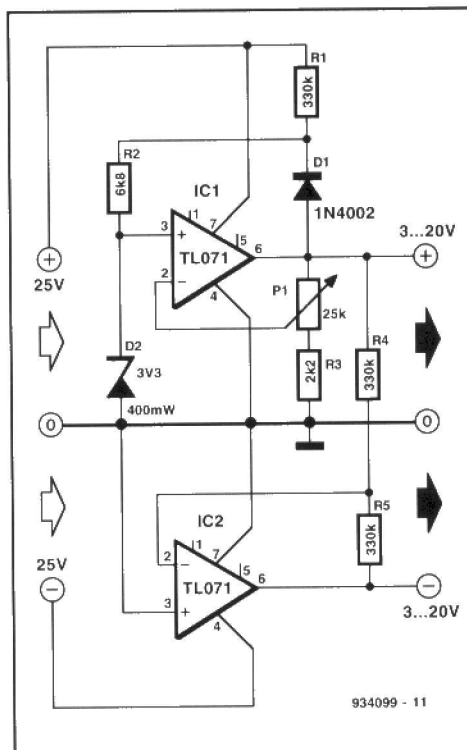 R1
330k
R2
6k8
D1
IC1
1N4002
1
7
3
+
5
6
3...20V
+
TL071
2
−
4
P1
25k
+
25V
R4
330k
D2
3V3
R3
2k2
400mW
0
0
IC2
R5
330k
1
7
2
−
5
6
25V
TL071
−
3
+
4
−
3...20V
934099 - 11